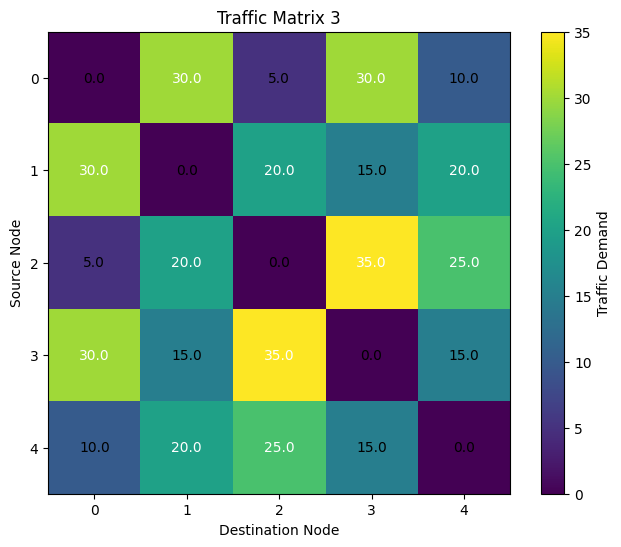 Traffic Matrix 3
0 0.0 30.0 5.0 30.0 10.0
1 30.0 0.0 20.0 15.0 20.0
2 5.0 20.0 0.0 35.0 25.0
3 30.0 15.0 35.0 0.0 15.0
4 10.0 20.0 25.0 15.0 0.0
0 1 2 3 4
Destination Node
Source Node
35
30
25
20
15
10
5
0
Traffic Demand